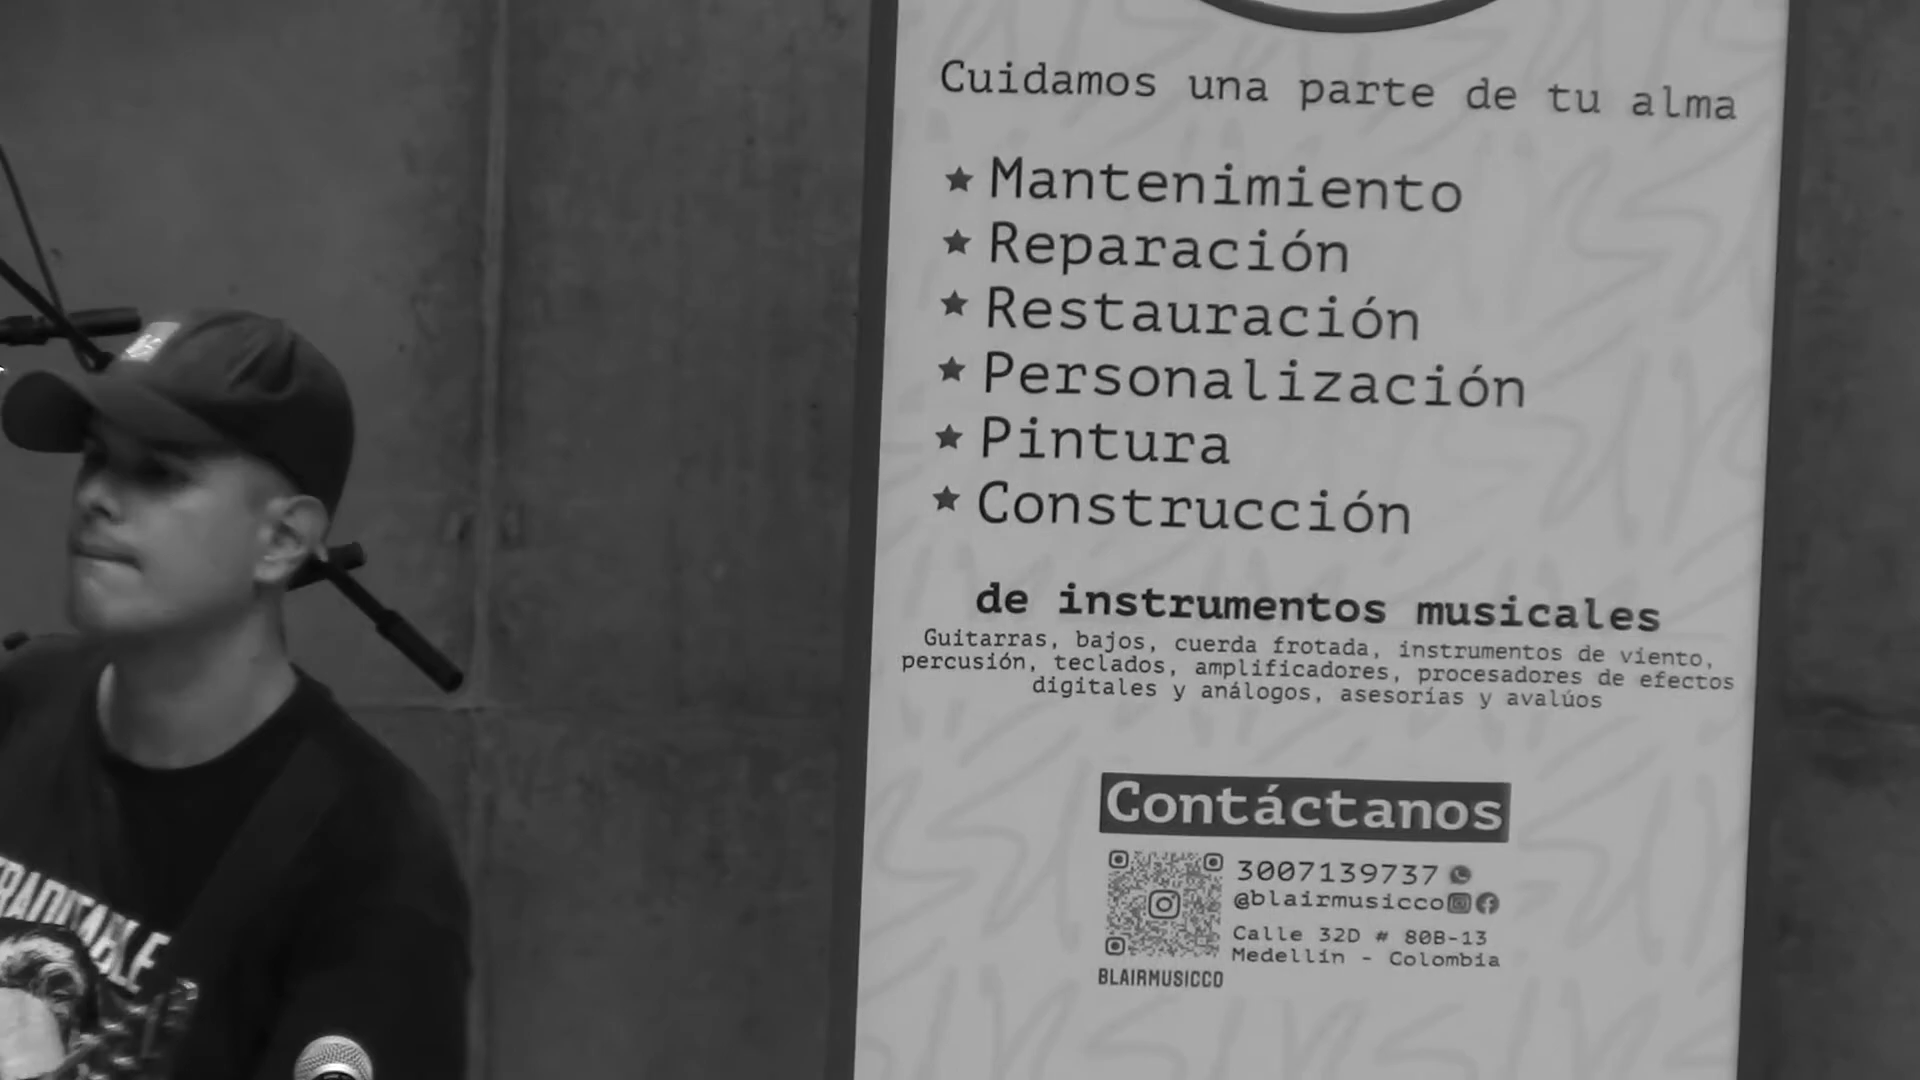 Cuidamos una parte de tu alma
★ Mantenimiento
★ Reparación
★ Restauración
★ Personalización
★ Pintura
★ Construcción
de instrumentos musicales
Guitarras, bajos, cuerda frotada, instrumentos de viento,
percusión, teclados, amplificadores, procesadores de efectos
digitales y análogos, asesorías y avalúos
Contáctanos
3007139737
@blairmusicco
Calle 32D # 80B-13
Medellín - Colombia
BLAIRMUSICCO